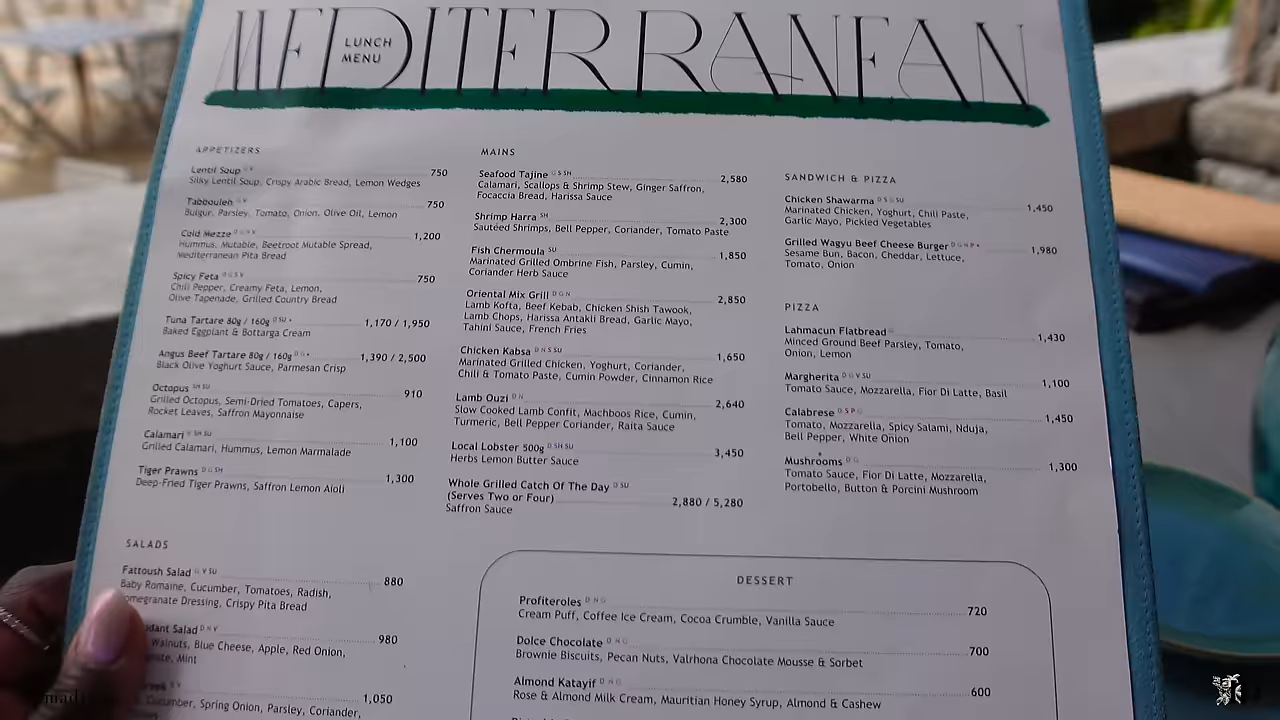 MEDITERRANEAN
LUNCH
MENU
APPETIZERS
Lentil Soup 750
Silky Lentil Soup, Crispy Arabic Bread, Lemon Wedges
Tabbouleh 750
Bulgur, Parsley, Tomato, Onion, Olive Oil, Lemon
Cold Mezze 1,200
Hummus, Mutable, Beetroot Mutable Spread,
Mediterranean Pita Bread
Spicy Feta 750
Chili Pepper, Creamy Feta, Lemon,
Olive Tapenade, Grilled Country Bread
Tuna Tartare 80g / 160g 1,170 / 1,950
Baked Eggplant & Bottarga Cream
Angus Beef Tartare 80g / 160g 1,390 / 2,500
Black Olive Yoghurt Sauce, Parmesan Crisp
Octopus SH SU 910
Grilled Octopus, Semi-Dried Tomatoes, Capers,
Rocket Leaves, Saffron Mayonnaise
Calamari 1,100
Grilled Calamari, Hummus, Lemon Marmalade
Tiger Prawns D G SH 1,300
Deep-Fried Tiger Prawns, Saffron Lemon Aioli
SALADS
Fattoush Salad G V SU 880
Baby Romaine, Cucumber, Tomatoes, Radish,
Dressing, Crispy Pita Bread
Salad D N V 980
Walnuts, Blue Cheese, Apple, Red Onion,
Mint
1,050
Cucumber, Spring Onion, Parsley, Coriander,
MAINS
Seafood Tajine G S SH 2,580
Calamari, Scallops & Shrimp Stew, Ginger Saffron,
Focaccia Bread, Harissa Sauce
Shrimp Harra SH 2,300
Sautéed Shrimps, Bell Pepper, Coriander, Tomato Paste
Fish Chermoula SU 1,850
Marinated Grilled Ombrine Fish, Parsley, Cumin,
Coriander Herb Sauce
Oriental Mix Grill D G N 2,850
Lamb Kofta, Beef Kebab, Chicken Shish Tawook,
Lamb Chops, Harissa Antakli Bread, Garlic Mayo,
Tahini Sauce, French Fries
Chicken Kabsa D N S SU 1,650
Marinated Grilled Chicken, Yoghurt, Coriander,
Chili & Tomato Paste, Cumin Powder, Cinnamon Rice
Lamb Ouzi D N 2,640
Slow Cooked Lamb Confit, Machboos Rice, Cumin,
Turmeric, Bell Pepper Coriander, Raita Sauce
Local Lobster 500g D SH SU 3,450
Herbs Lemon Butter Sauce
Whole Grilled Catch Of The Day D SU
(Serves Two or Four) 2,880 / 5,280
Saffron Sauce
SANDWICH & PIZZA
Chicken Shawarma 1,450
Marinated Chicken, Yoghurt, Chili Paste,
Garlic Mayo, Pickled Vegetables
Grilled Wagyu Beef Cheese Burger 1,980
Sesame Bun, Bacon, Cheddar, Lettuce,
Tomato, Onion
PIZZA
Lahmacun Flatbread 1,430
Minced Ground Beef Parsley, Tomato,
Onion, Lemon
Margherita D G V SU 1,100
Tomato Sauce, Mozzarella, Fior Di Latte, Basil
Calabrese 1,450
Tomato, Mozzarella, Spicy Salami, Nduja,
Bell Pepper, White Onion
Mushrooms D G 1,300
Tomato Sauce, Fior Di Latte, Mozzarella,
Portobello, Button & Porcini Mushroom
DESSERT
Profiteroles D N G 720
Cream Puff, Coffee Ice Cream, Cocoa Crumble, Vanilla Sauce
Dolce Chocolate D N G 700
Brownie Biscuits, Pecan Nuts, Valrhona Chocolate Mousse & Sorbet
Almond Katayif D N G 600
Rose & Almond Milk Cream, Mauritian Honey Syrup, Almond & Cashew